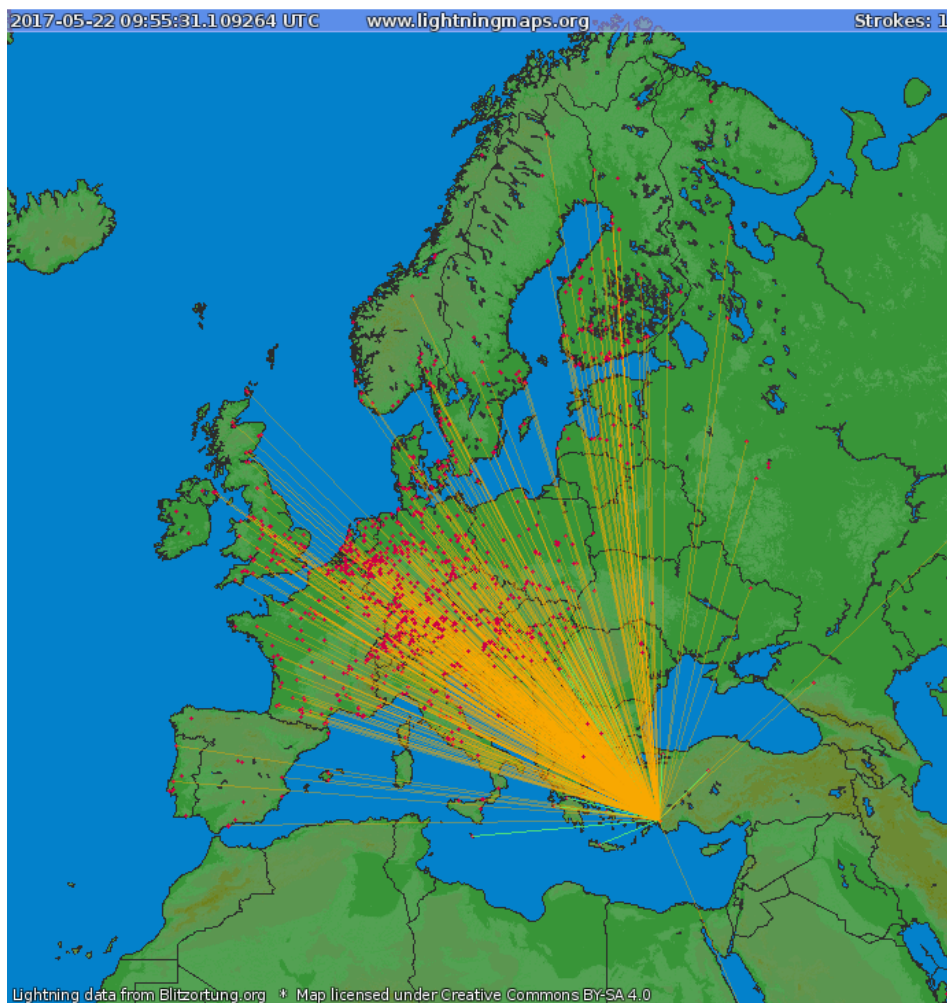 2017-05-22 09:55:31.109264 UTC www.lightningmaps.org Strokes: 1
Lightning data from Blitzortung.org * Map licensed under Creative Commons BY-SA 4.0